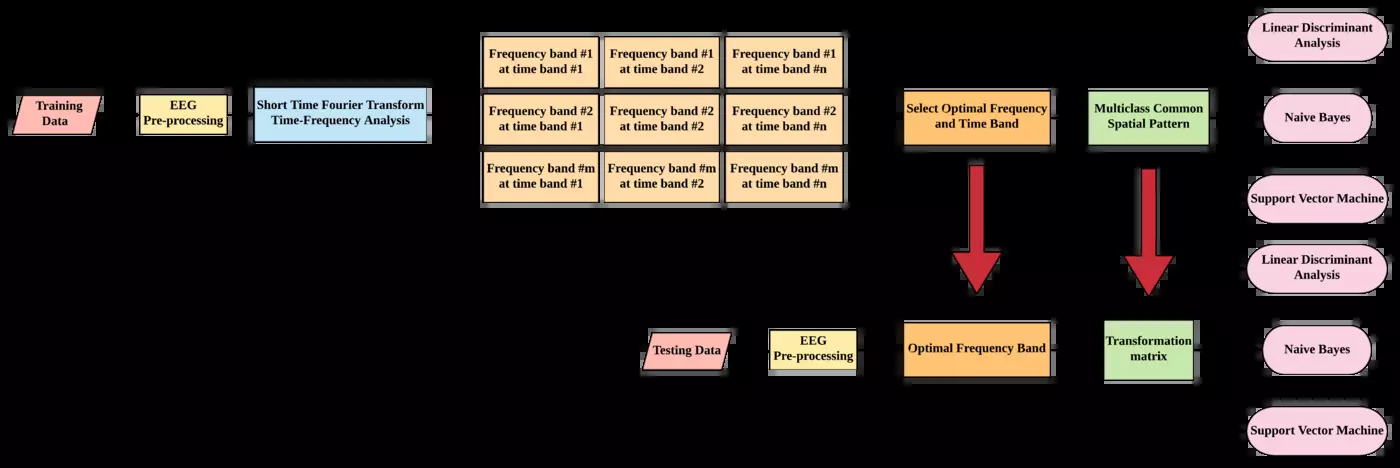 Training
Data
EEG
Pre-processing
Short Time Fourier Transform
Time-Frequency Analysis
Frequency band #1
at time band #1
Frequency band #1
at time band #2
Frequency band #1
at time band #n
Frequency band #2
at time band #1
Frequency band #2
at time band #2
Frequency band #2
at time band #n
Frequency band #m
at time band #1
Frequency band #m
at time band #2
Frequency band #m
at time band #n
Select Optimal Frequency
and Time Band
Multiclass Common
Spatial Pattern
Linear Discriminant
Analysis
Naive Bayes
Support Vector Machine
Testing Data
EEG
Pre-processing
Optimal Frequency Band
Transformation
matrix
Linear Discriminant
Analysis
Naive Bayes
Support Vector Machine